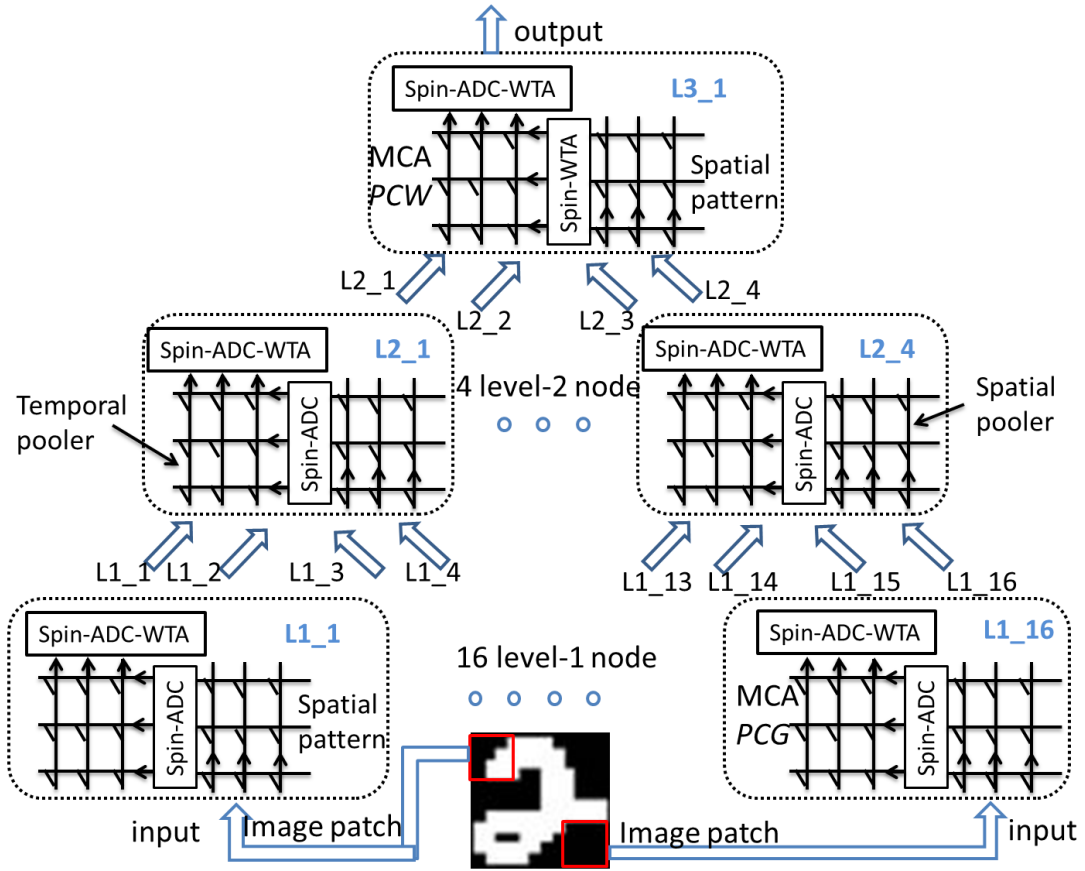 output
Spin-ADC-WTA
L3_1
MCA
PCW
Spin-WTA
Spatial
pattern
L2_1
L2_2
L2_3
L2_4
Spin-ADC-WTA
L2_1
Spin-ADC-WTA
L2_4
4 level-2 node
Temporal
pooler
Spin-ADC
Spin-ADC
Spatial
pooler
L1_1
L1_2
L1_3
L1_4
L1_13
L1_14
L1_15
L1_16
Spin-ADC-WTA
L1_1
Spin-ADC-WTA
L1_16
16 level-1 node
Spin-ADC
Spatial
pattern
MCA
PCG
Spin-ADC
input
Image patch
Image patch
input